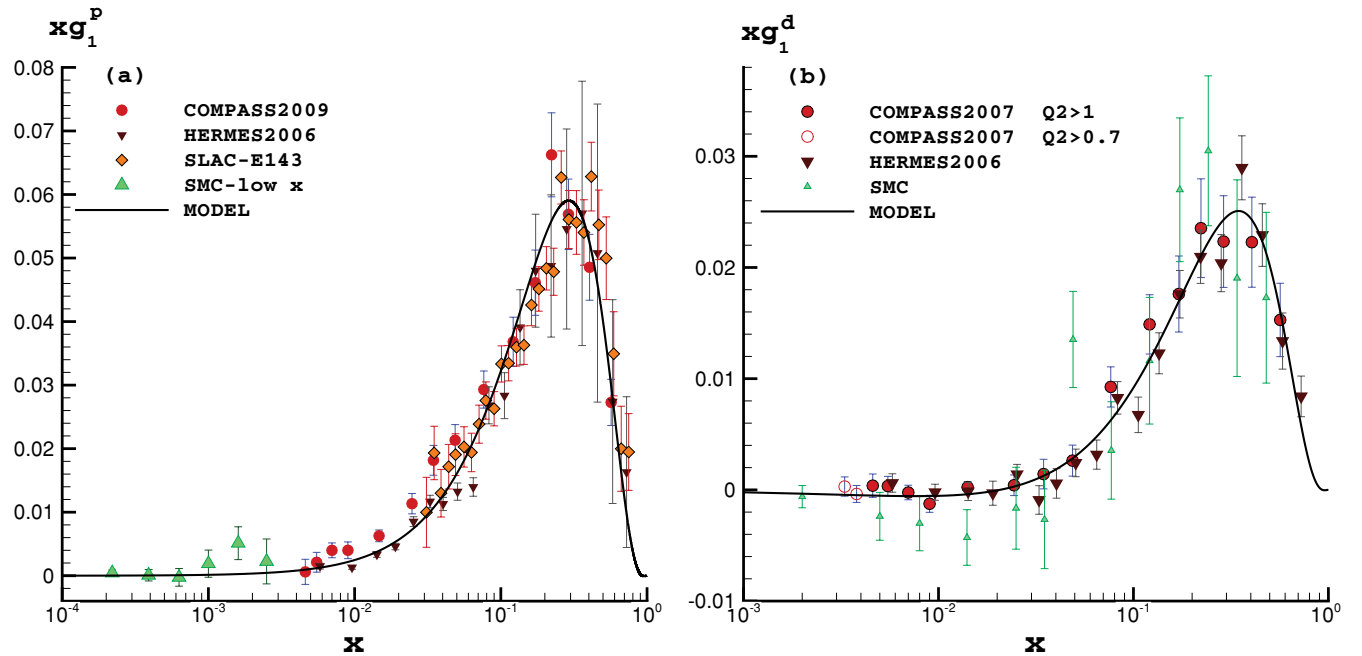 xg₁ᵖ
(a)
COMPASS2009
HERMES2006
SLAC-E143
SMC-low x
MODEL
0.08
0.07
0.06
0.05
0.04
0.03
0.02
0.01
0
10⁻⁴
10⁻³
10⁻²
10⁻¹
10⁰
x
xg₁ᵈ
(b)
COMPASS2007 Q2>1
COMPASS2007 Q2>0.7
HERMES2006
SMC
MODEL
0.03
0.02
0.01
0
-0.01
10⁻³
10⁻²
10⁻¹
10⁰
x